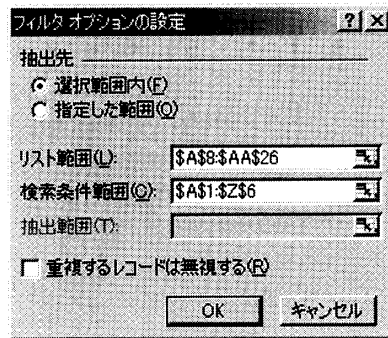 フィルタ オプションの設定
抽出先
選択範囲内(F)
指定した範囲(O)
リスト範囲(L): $A$8:$AA$26
検索条件範囲(C): $A$1:$Z$6
抽出範囲(T):
重複するレコードは無視する(R)
OK キャンセル